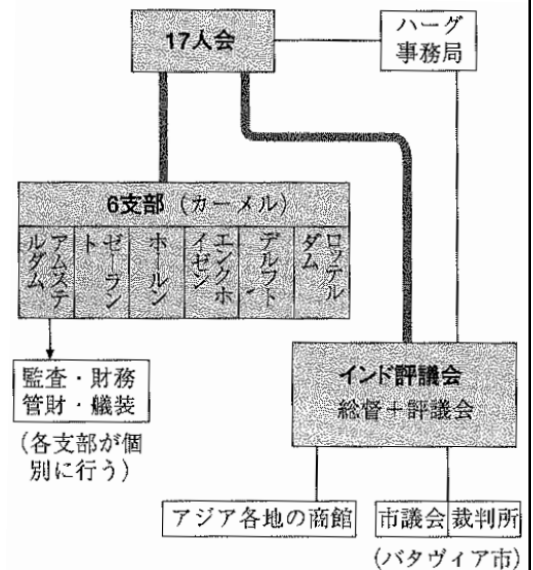 17人会
ハーグ
事務局
6支部（カーメル）
アムステ
ルダム
ゼーラン
ト
ホールン
エンクホ
イゼン
デルフト
ロッテル
ダム
監査・財務
管財・艤装
(各支部が個
別に行う)
インド評議会
総督＋評議会
アジア各地の商館
市議会
裁判所
(バタヴィア市)